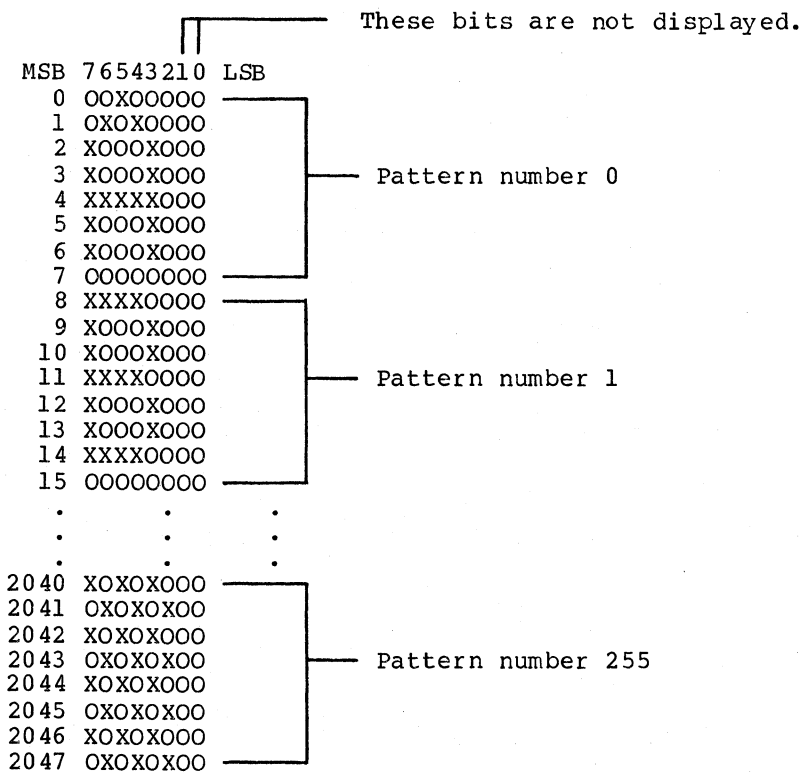 These bits are not displayed.
MSB 76543210 LSB
0 OOXOOOOO
1 OXOXOOOO
2 XOOOXOOO
3 XOOOXOOO Pattern number 0
4 XXXXXOOO
5 XOOOXOOO
6 XOOOXOOO
7 OOOOOOOO
8 XXXXOOOO
9 XOOOXOOO
10 XOOOXOOO
11 XXXXOOOO Pattern number 1
12 XOOOXOOO
13 XOOOXOOO
14 XXXXOOOO
15 OOOOOOOO
. . .
. . .
. . .
2040 XOXOXOOO
2041 OXOXOXOO
2042 XOXOXOOO
2043 OXOXOXOO Pattern number 255
2044 XOXOXOOO
2045 OXOXOXOO
2046 XOXOXOOO
2047 OXOXOXOO